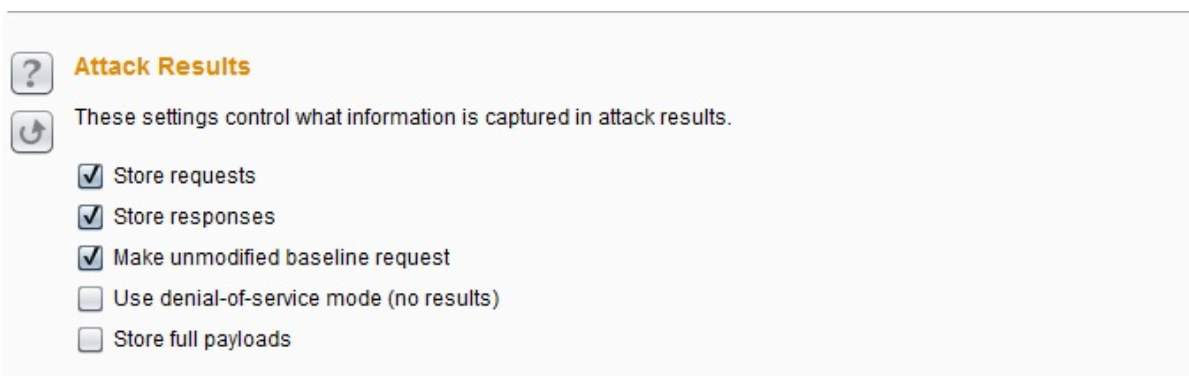 Attack Results
These settings control what information is captured in attack results.
Store requests
Store responses
Make unmodified baseline request
Use denial-of-service mode (no results)
Store full payloads